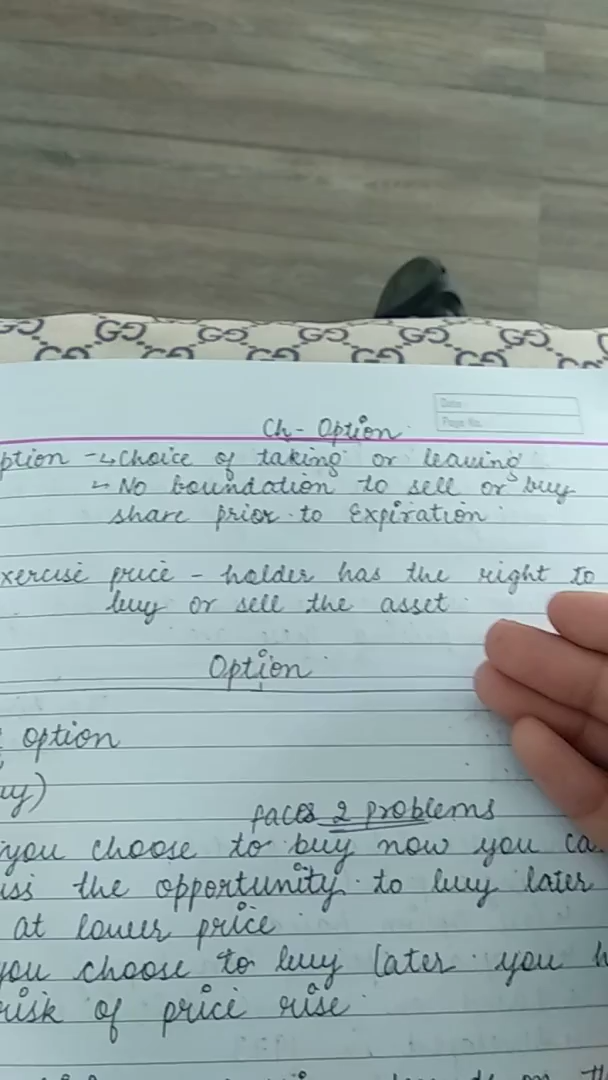 Date
Page No.
Ch - Option
ption - ↳ Choice of taking or leaving
↳ No boundation to sell or buy
share prior to Expiration
xercise price - holder has the right to
buy or sell the asset
Option
option
uy)
faces 2 problems
you choose to buy now you ca
iss the opportunity to buy later
at lower price
you choose to buy later you h
risk of price rise